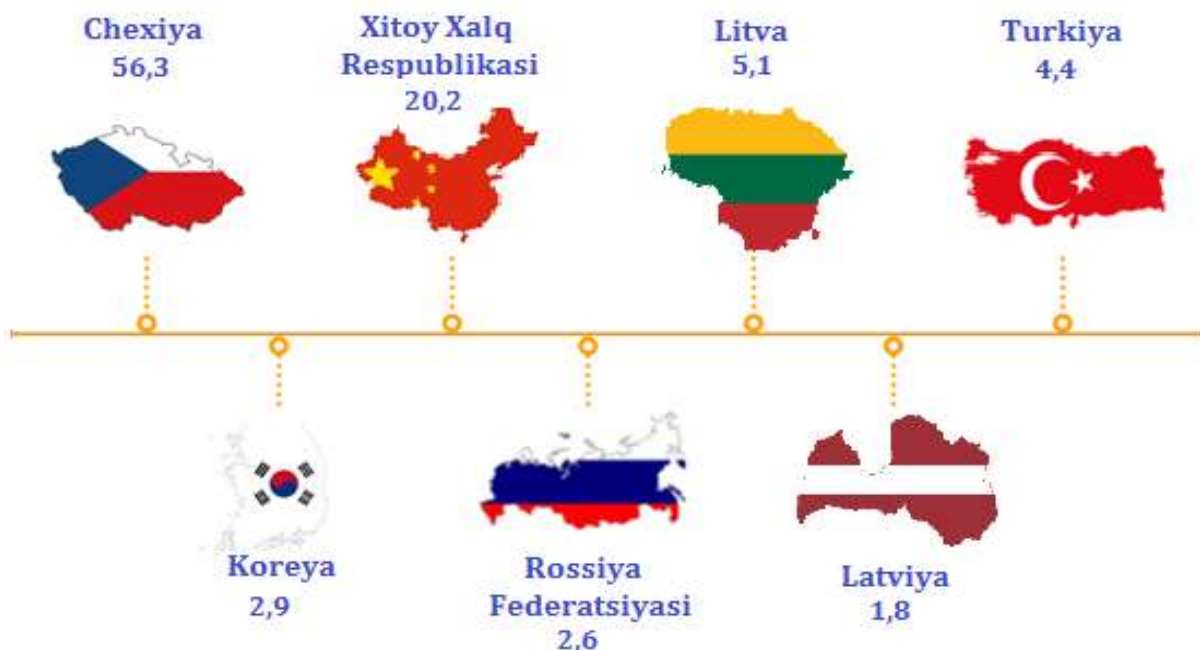 Chexiya
56,3
Xitoy Xalq
Respublikasi
20,2
Litva
5,1
Turkiya
4,4
Koreya
2,9
Rossiya
Federatsiyasi
2,6
Latviya
1,8